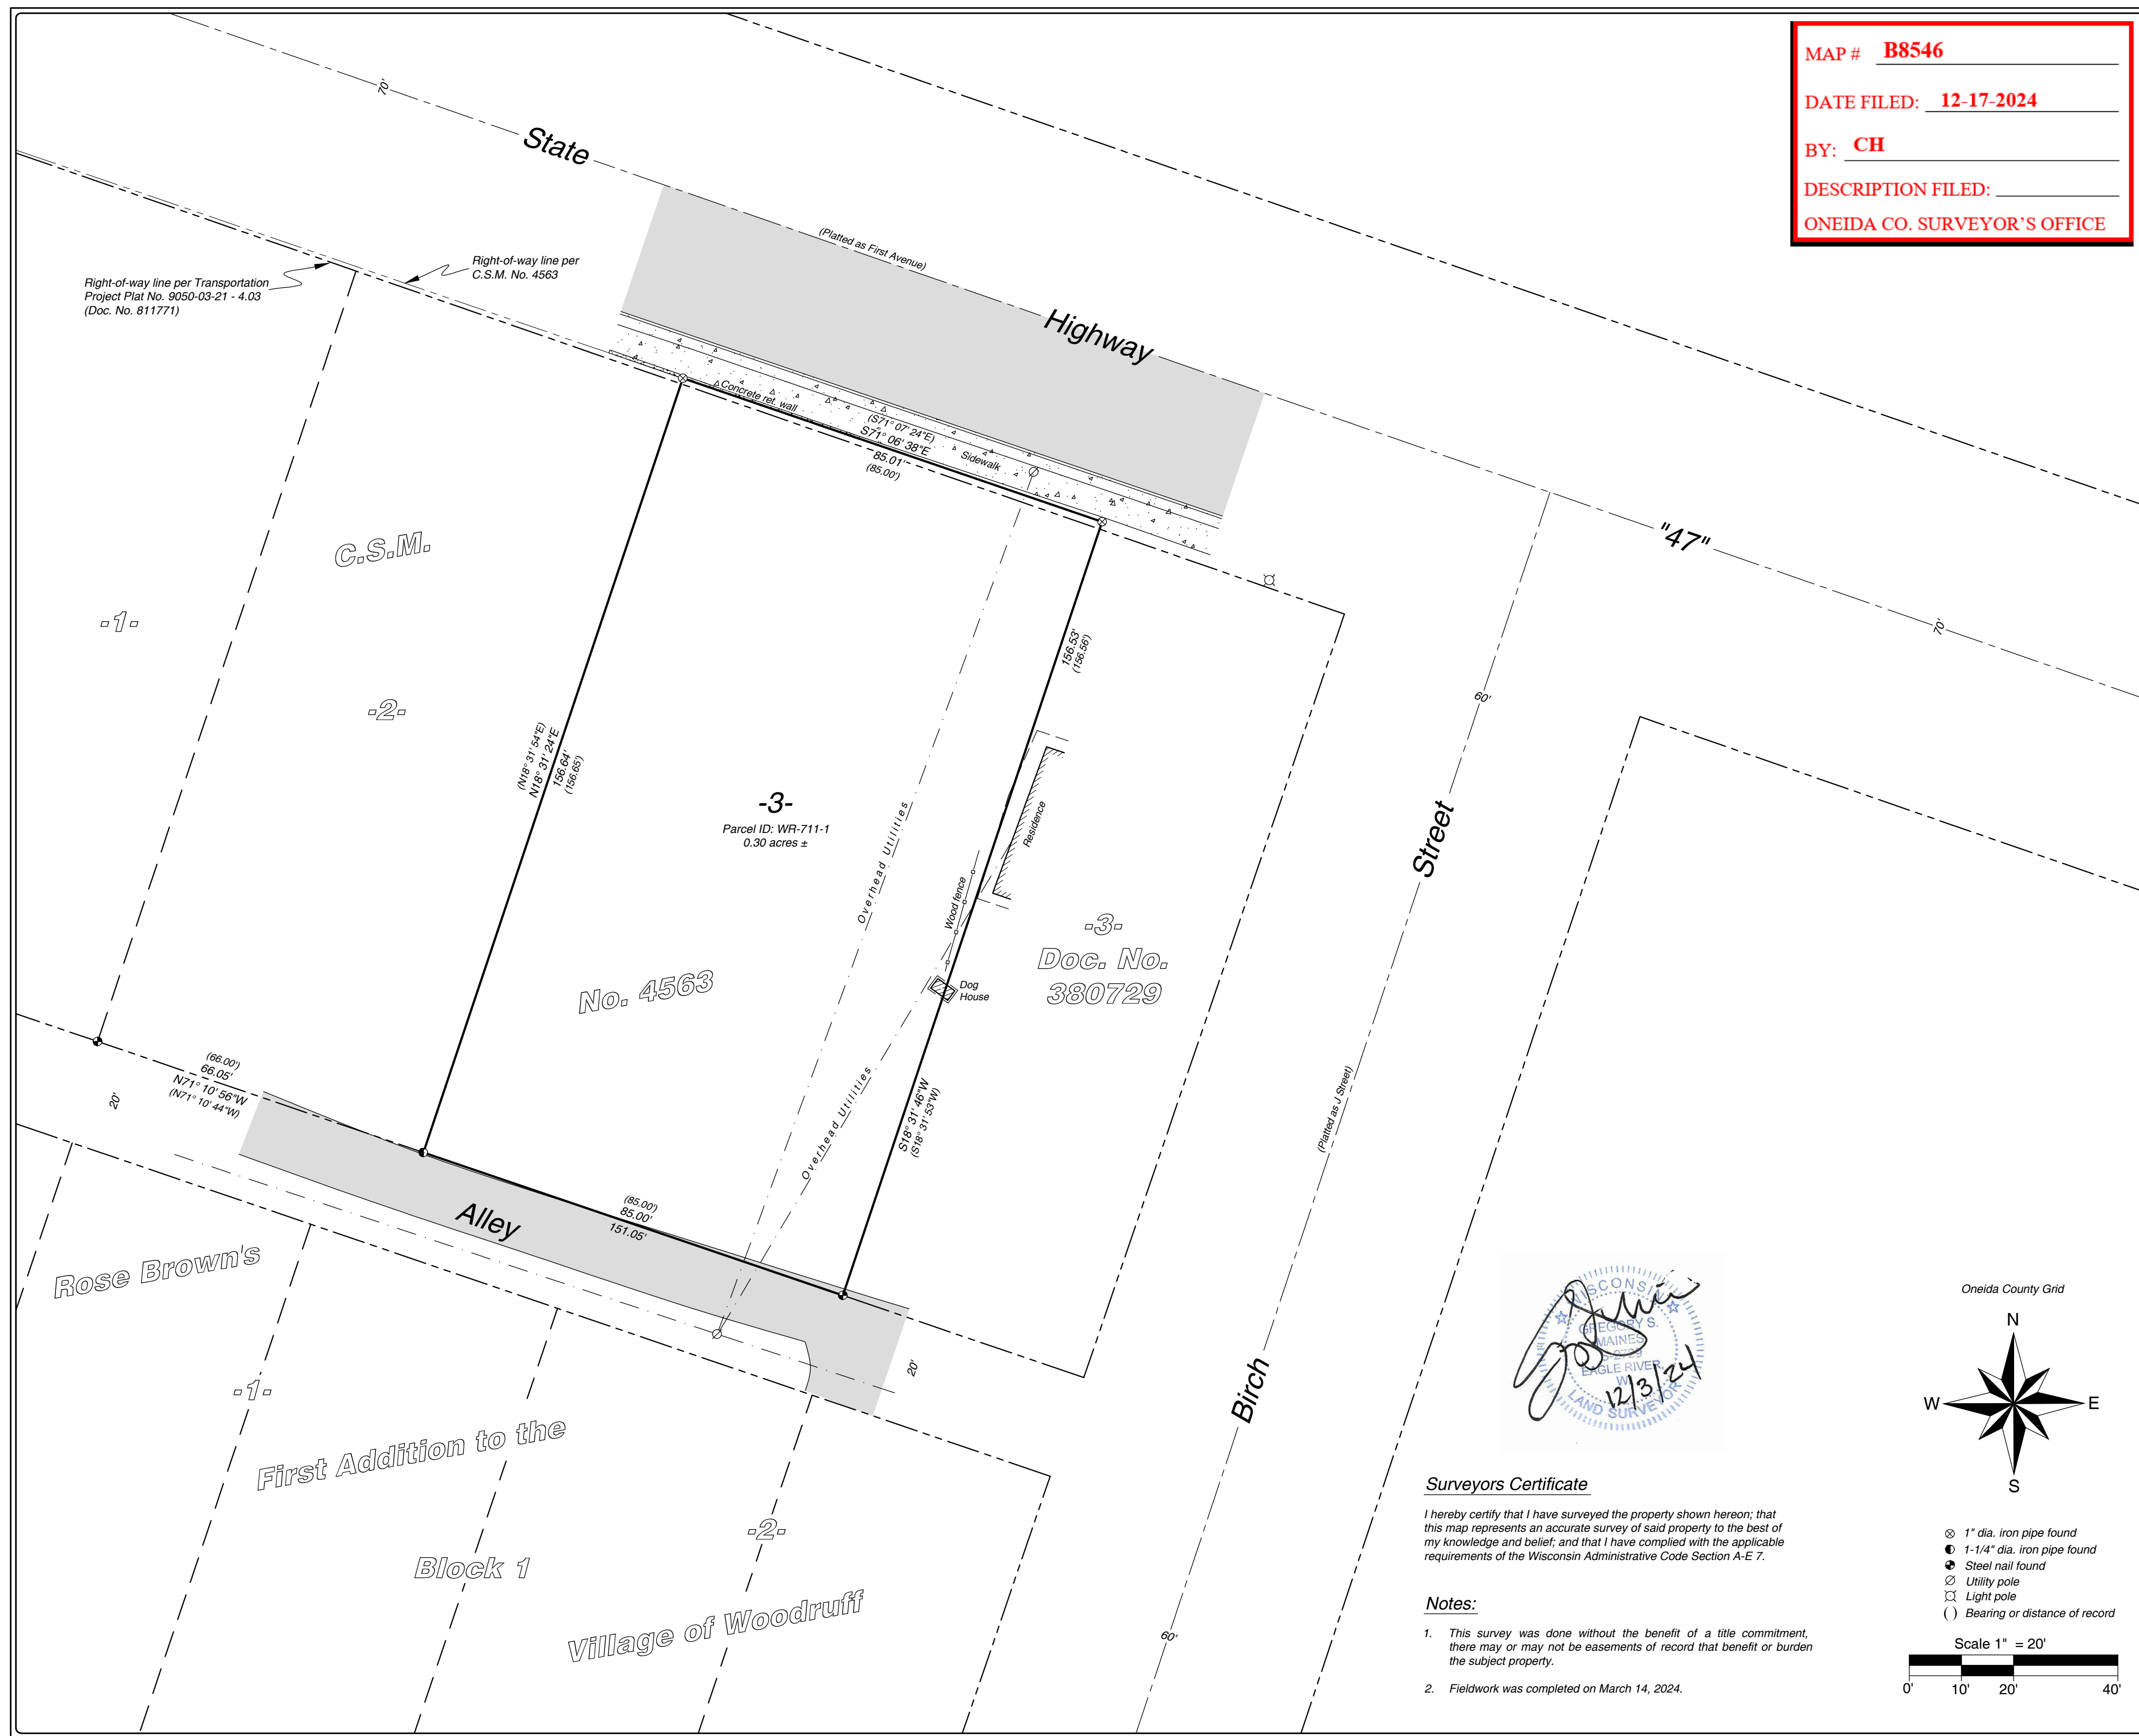 MAP # B8546
DATE FILED: 12-17-2024
BY: CH
DESCRIPTION FILED:
ONEIDA CO. SURVEYOR'S OFFICE
70'
State
(Platted as First Avenue)
Highway
"47"
70'
Right-of-way line per
C.S.M. No. 4563
Right-of-way line per Transportation
Project Plat No. 9050-03-21 - 4.03
(Doc. No. 811771)
Concrete ret. wall
(S71° 07' 24"E)
S71° 06' 38"E
85.01'
(85.00')
Sidewalk
C.S.M.
-1-
-2-
156.53'
(156.56')
60'
(N18° 31' 54"E)
N18° 31' 24"E
156.64'
(156.65')
-3-
Parcel ID: WR-711-1
0.30 acres ±
Overhead Utilities
Residence
Street
Wood fence
-3-
Doc. No.
380729
No. 4563
Dog
House
(66.00')
66.05'
N71° 10' 56"W
(N71° 10' 44"W)
20'
Overhead Utilities
S18° 31' 46"W
(S18° 31' 53"W)
(Platted as J Street)
Alley
(85.00')
85.00'
151.05'
Rose Brown's
20'
Birch
-1-
First Addition to the
-2-
Block 1
Village of Woodruff
60'
WISCONSIN
GREGORY S.
MAINES
S-2729
EAGLE RIVER,
WI
12/3/24
LAND SURVEYOR
Surveyors Certificate
I hereby certify that I have surveyed the property shown hereon; that
this map represents an accurate survey of said property to the best of
my knowledge and belief; and that I have complied with the applicable
requirements of the Wisconsin Administrative Code Section A-E 7.
Notes:
1. This survey was done without the benefit of a title commitment,
there may or may not be easements of record that benefit or burden
the subject property.
2. Fieldwork was completed on March 14, 2024.
Oneida County Grid
N
W E
S
1" dia. iron pipe found
1-1/4" dia. iron pipe found
Steel nail found
Utility pole
Light pole
( ) Bearing or distance of record
Scale 1" = 20'
0' 10' 20' 40'